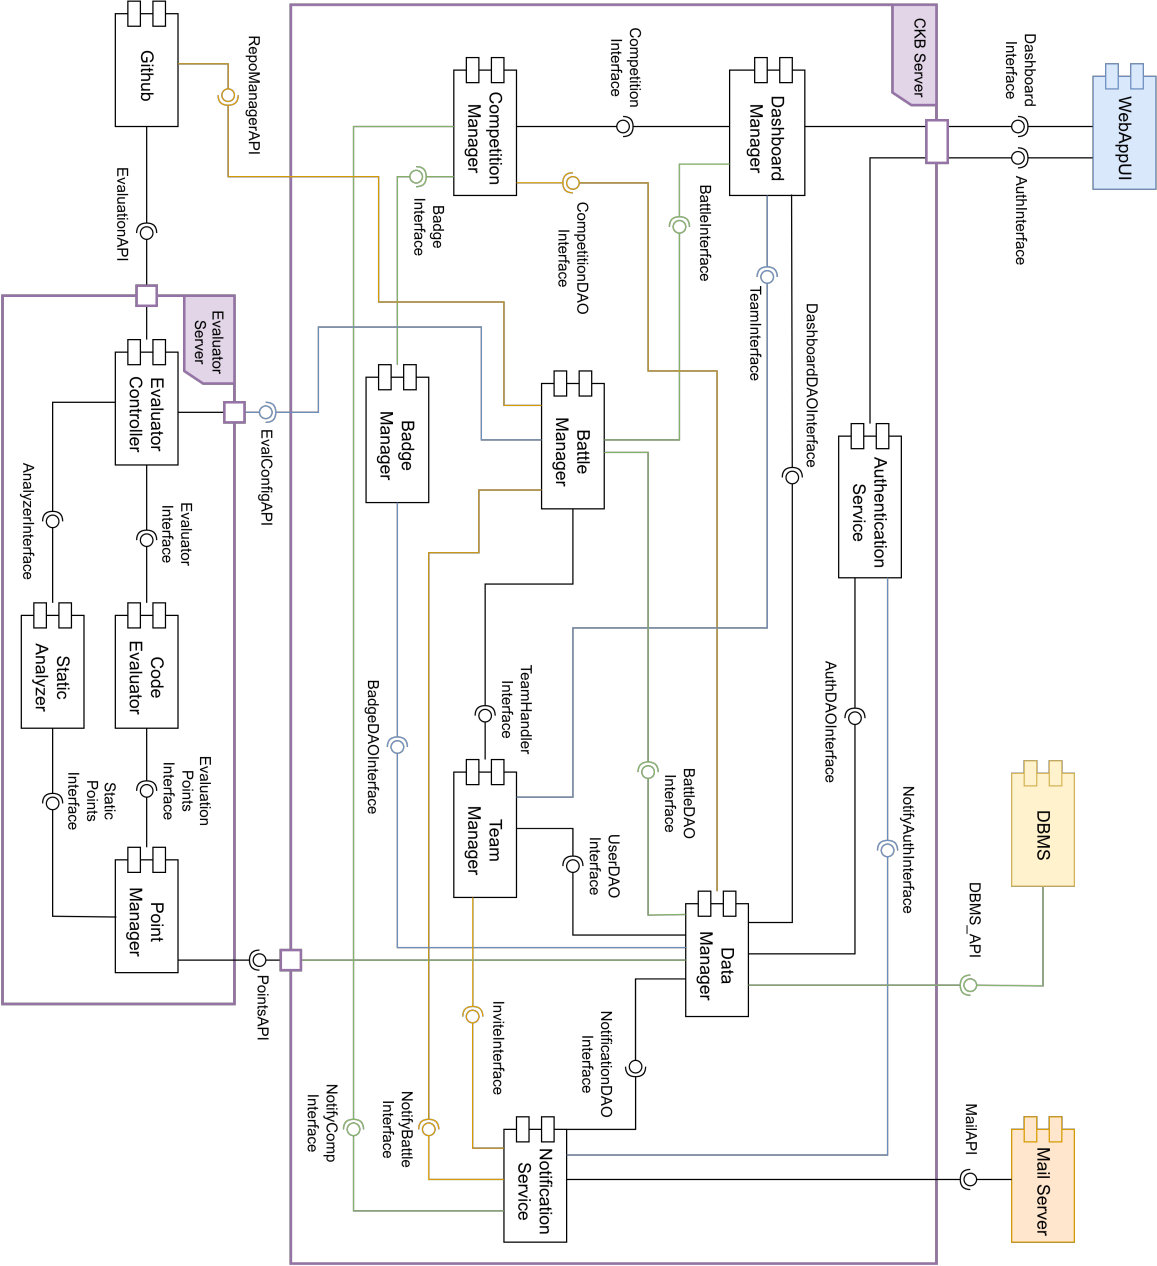 WebAppUI
Dashboard
Interface
AuthInterface
CKB Server
Dashboard
Manager
Competition
Interface
Competition
Manager
RepoManagerAPI
Github
EvaluationAPI
Badge
Interface
CompetitionDAO
Interface
BattleInterface
TeamInterface
DashboardDAOInterface
Authentication
Service
Battle
Manager
Badge
Manager
Evaluator
Server
Evaluator
Controller
EvalConfigAPI
AnalyzerInterface
Evaluator
Interface
Static
Analyzer
Code
Evaluator
Static
Points
Interface
Evaluation
Points
Interface
Point
Manager
PointsAPI
BadgeDAOInterface
TeamHandler
Interface
Team
Manager
UserDAO
Interface
BattleDAO
Interface
AuthDAOInterface
NotifyAuthInterface
DBMS
DBMS_API
Data
Manager
InviteInterface
NotificationDAO
Interface
NotifyComp
Interface
NotifyBattle
Interface
Notification
Service
MailAPI
Mail Server